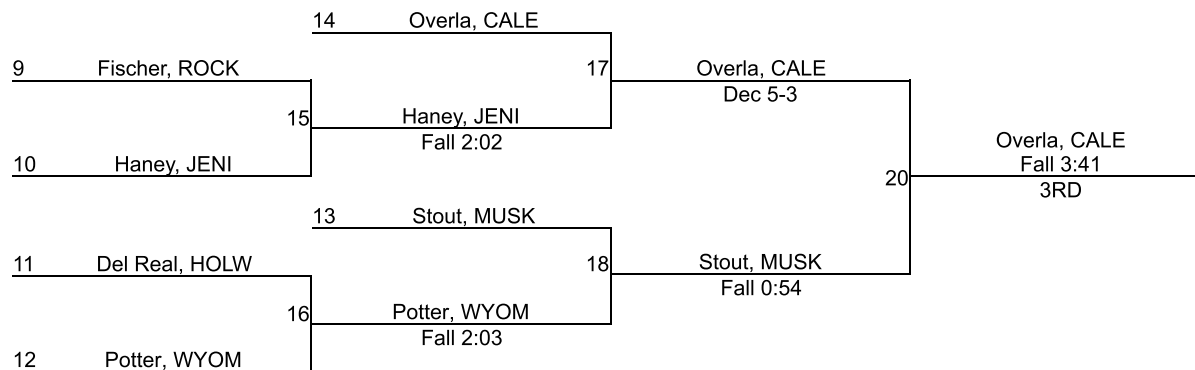 14 Overla, CALE
9 Fischer, ROCK
17 Overla, CALE
Dec 5-3
15 Haney, JENI
Fall 2:02
10 Haney, JENI
Overla, CALE
20 Fall 3:41
3RD
13 Stout, MUSK
11 Del Real, HOLW
18 Stout, MUSK
Fall 0:54
16 Potter, WYOM
Fall 2:03
12 Potter, WYOM